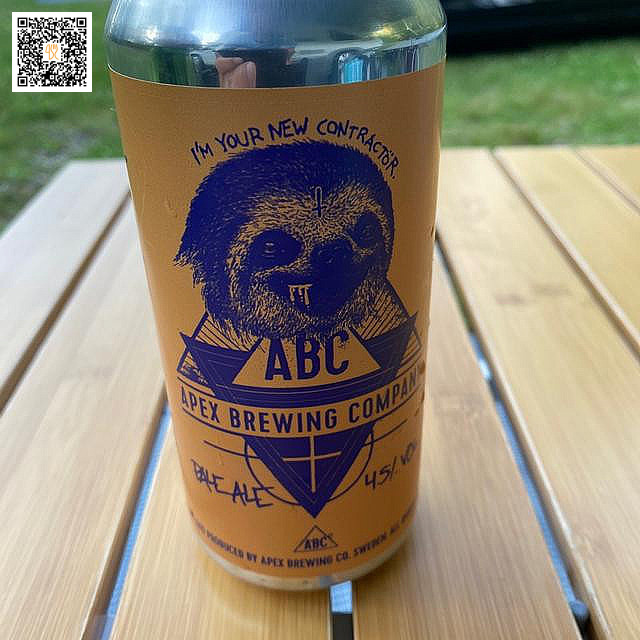 I'M YOUR NEW CONTRACTOR.
ABC
APEX BREWING COMPANY
PALE ALE
4.5% VOL
ABC
PRODUCED BY APEX BREWING CO. SWEDEN.